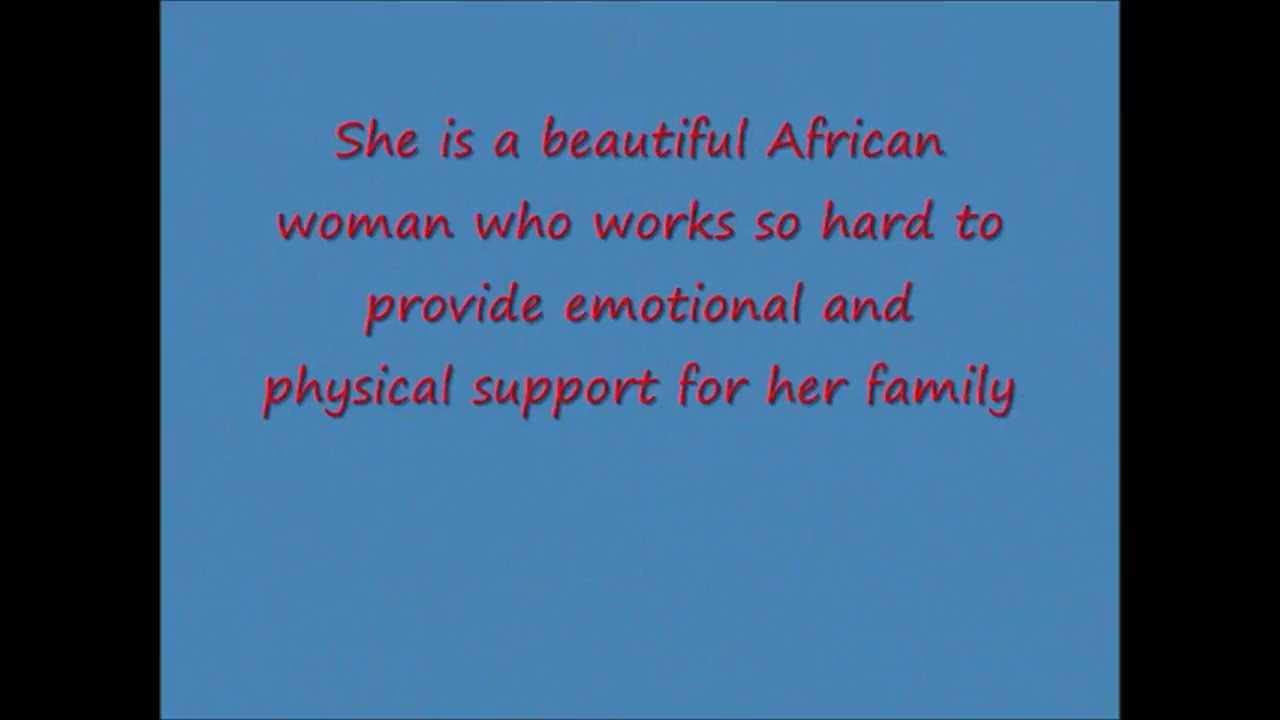 She is a beautiful African
woman who works so hard to
provide emotional and
physical support for her family